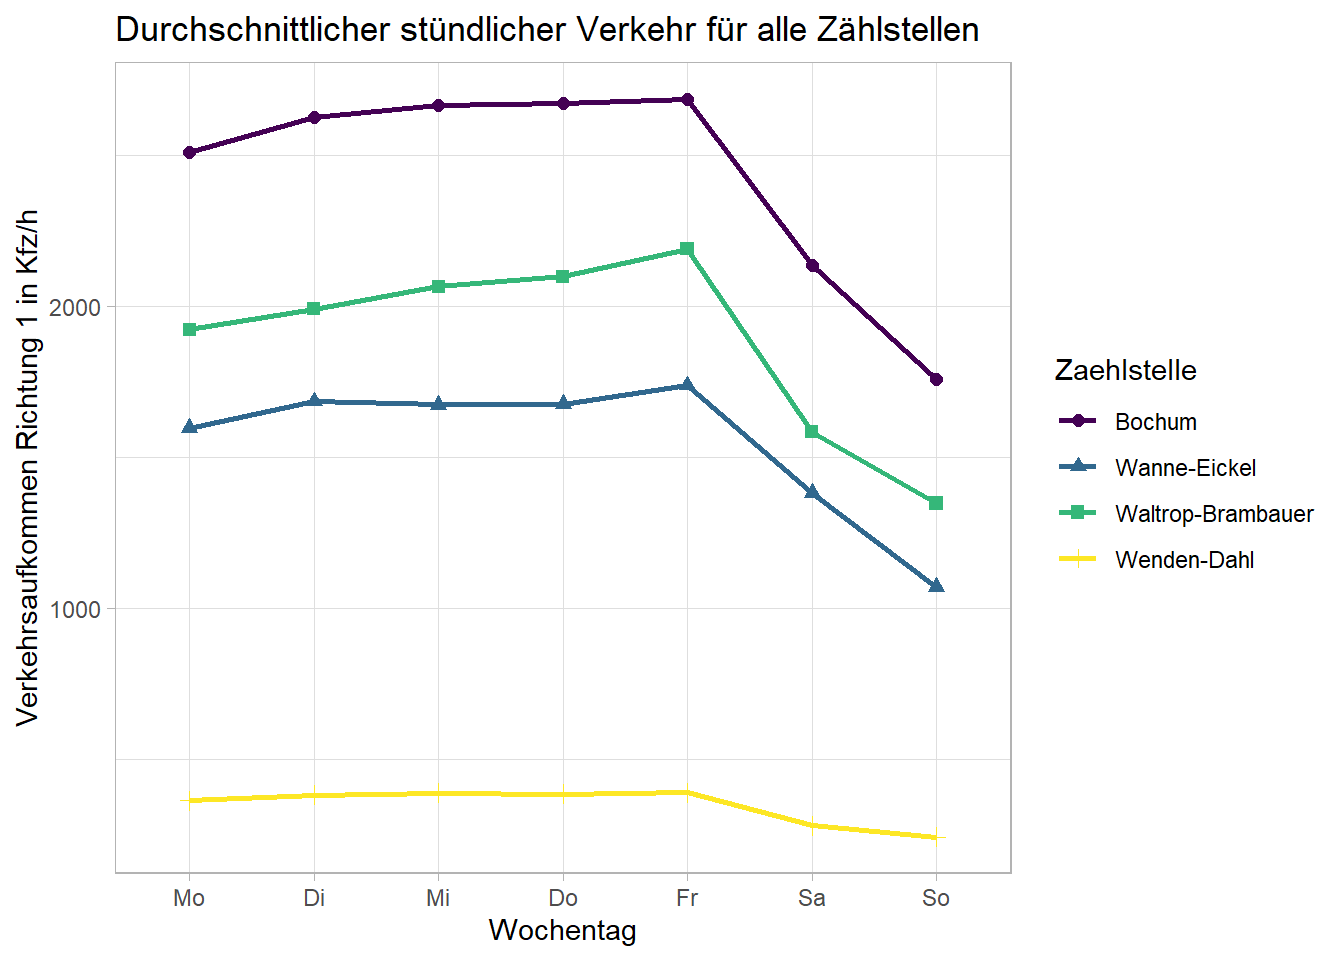 Durchschnittlicher stündlicher Verkehr für alle Zählstellen
Verkehrsaufkommen Richtung 1 in Kfz/h
2000
1000
Mo Di Mi Do Fr Sa So
Wochentag
Zaehlstelle
Bochum
Wanne-Eickel
Waltrop-Brambauer
Wenden-Dahl